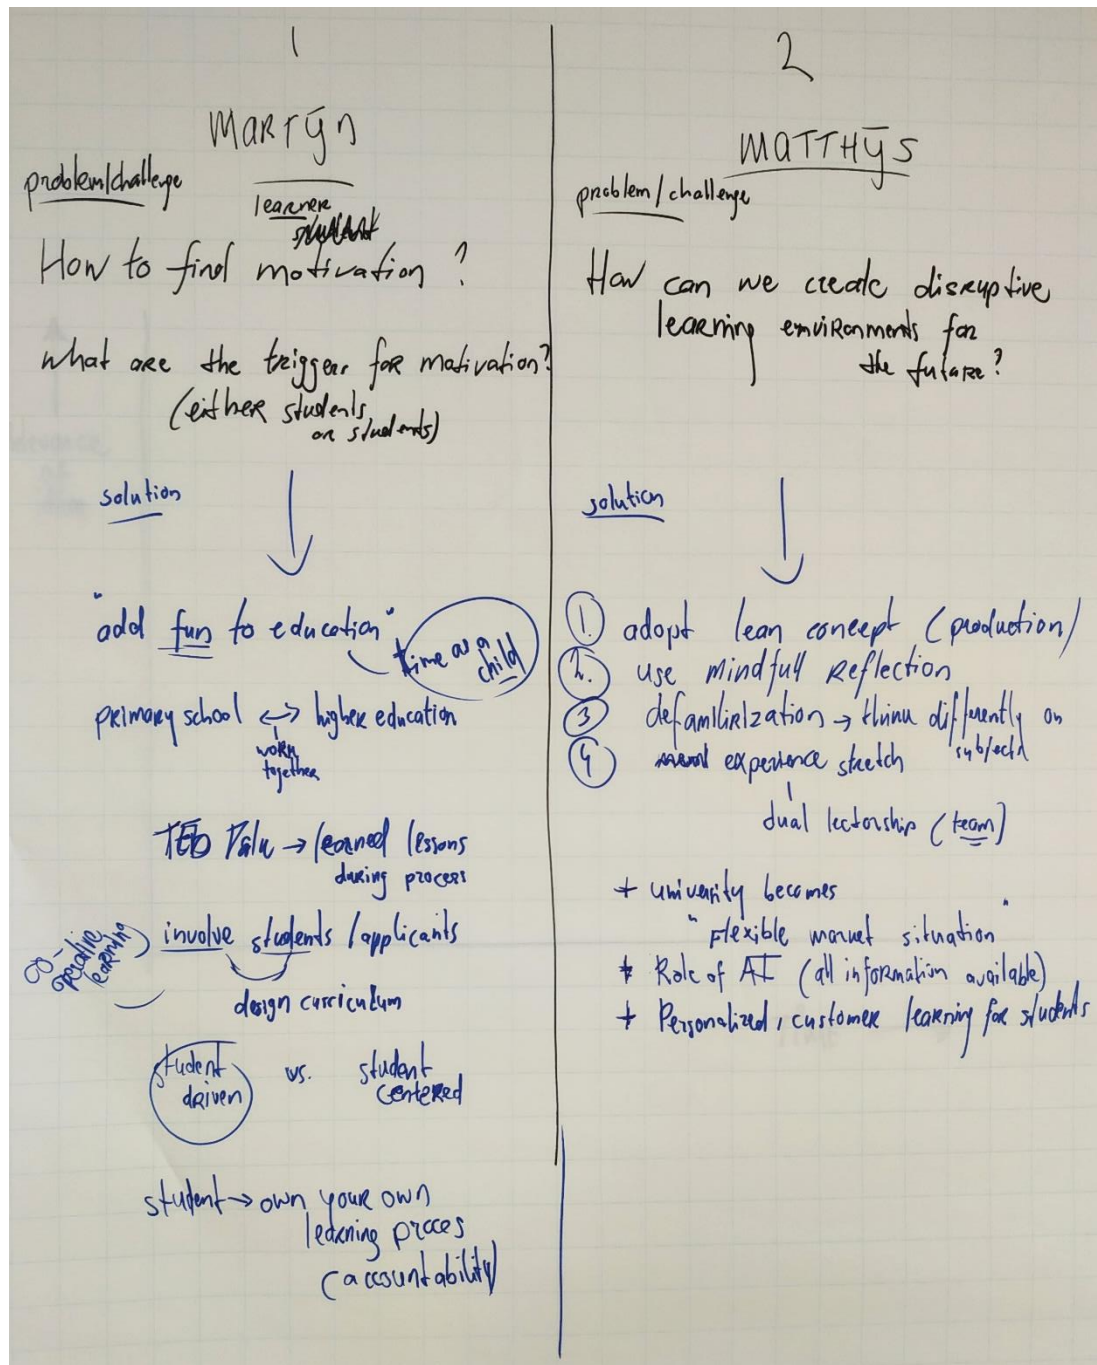 1
MARTȳn
problem/challenge
learner
How to find motivation?
what are the trigger for motivation?
(either students
or students)
solution
"add fun to education"
time as a
child
primary school <-> higher education
work
together
TED Talk → learned lessons
during process
co-
operative
learning
involve students / applicants
design curriculum
student
driven
vs.
student
centered
student → own your own
learning proces
(accountability)
2
MATTHȳS
problem / challenge
How can we create disruptive
learning environments for
the future?
solution
1. adopt lean concept (production)
2. use mindfull reflection
3 defamilirization → think differently on
subjects
4 experience stretch
dual lectorship (team)
+ university becomes
"Flexible market situation"
+ Role of AI (all information available)
+ Personalized, customer learning for students